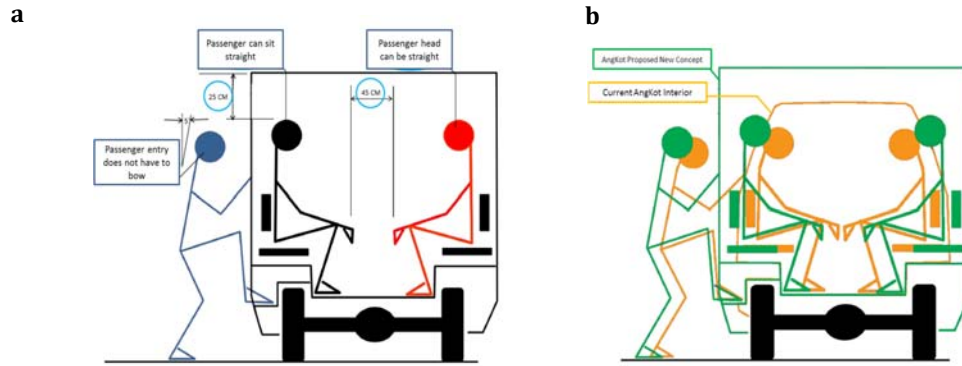 a
b
Passenger can sit
straight
Passenger head
can be straight
25 CM
45 CM
5
Passenger entry
does not have to
bow
AngKot Proposed New Concept
Current AngKot Interior